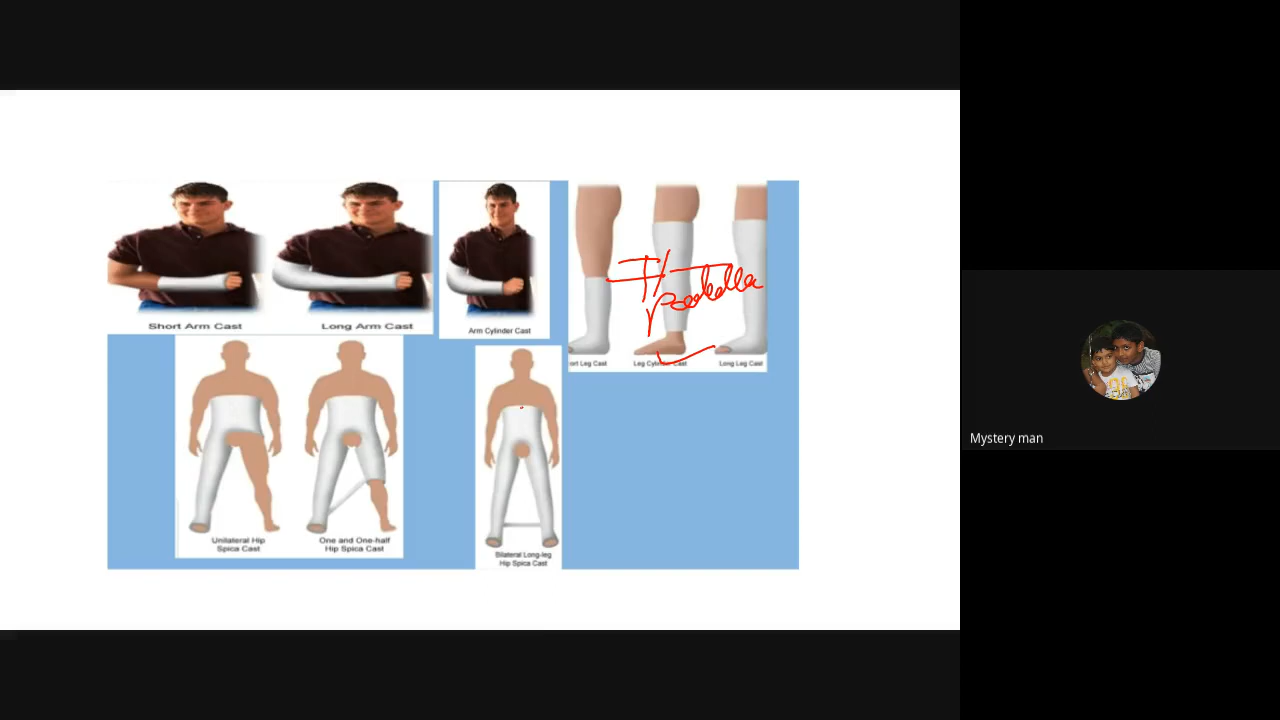 Short Arm Cast
Long Arm Cast
Arm Cylinder Cast
ort Leg Cast
Leg Cylinder Cast
Long Leg Cast
Unilateral Hip
Spica Cast
One and One-half
Hip Spica Cast
Bilateral Long-leg
Hip Spica Cast
Mystery man